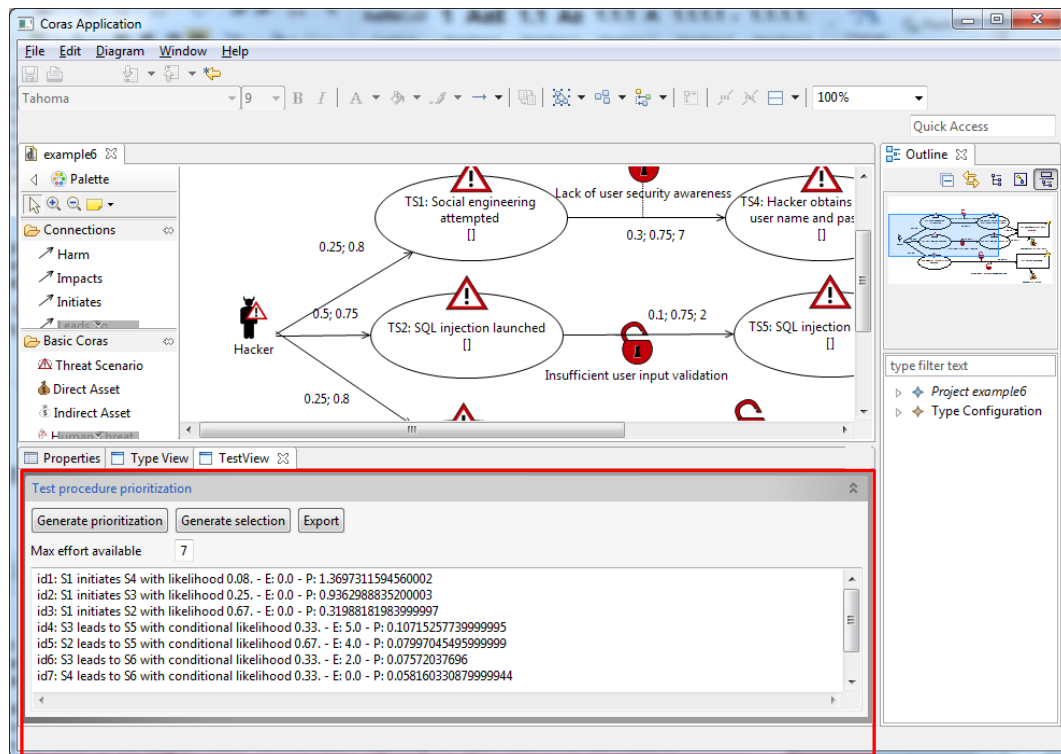 Coras Application
File Edit Diagram Window Help
Tahoma 9 B I A 100%
Quick Access
example6
Palette
Connections
Harm
Impacts
Initiates
Leads To
Basic Coras
Threat Scenario
Direct Asset
Indirect Asset
Human Threat
TS1: Social engineering
attempted
[]
Lack of user security awareness
0.3; 0.75; 7
TS4: Hacker obtains
user name and pas
[]
0.25; 0.8
Hacker
0.5; 0.75
TS2: SQL injection launched
[]
0.1; 0.75; 2
Insufficient user input validation
TS5: SQL injection
[]
0.25; 0.8
Outline
type filter text
Project example6
Type Configuration
Properties Type View TestView
Test procedure prioritization
Generate prioritization Generate selection Export
Max effort available 7
id1: S1 initiates S4 with likelihood 0.08. - E: 0.0 - P: 1.3697311594560002
id2: S1 initiates S3 with likelihood 0.25. - E: 0.0 - P: 0.9362988835200003
id3: S1 initiates S2 with likelihood 0.67. - E: 0.0 - P: 0.31988181983999997
id4: S3 leads to S5 with conditional likelihood 0.33. - E: 5.0 - P: 0.10715257739999995
id5: S2 leads to S5 with conditional likelihood 0.67. - E: 4.0 - P: 0.07997045495999999
id6: S3 leads to S6 with conditional likelihood 0.33. - E: 2.0 - P: 0.07572037696
id7: S4 leads to S6 with conditional likelihood 0.33. - E: 0.0 - P: 0.058160330879999944